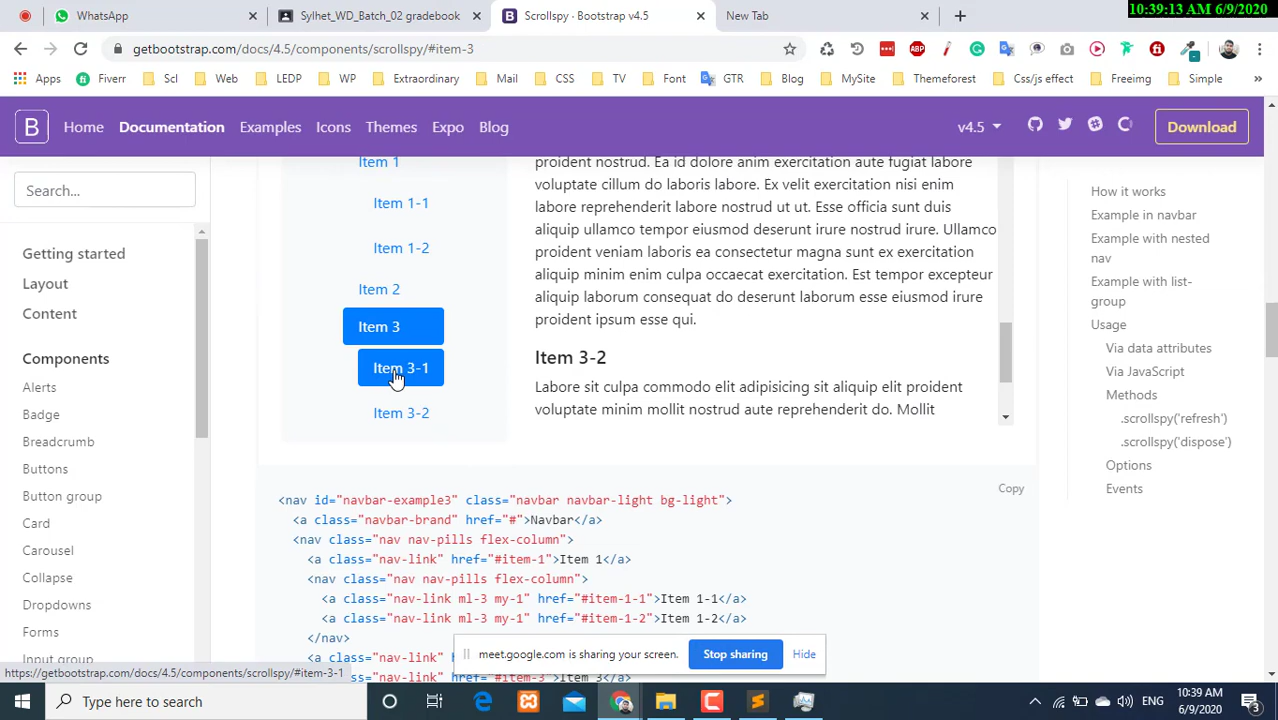 10:39:13 AM 6/9/2020
WhatsApp
Sylhet_WD_Batch_02 gradebook
Scrollspy · Bootstrap v4.5
New Tab
getbootstrap.com/docs/4.5/components/scrollspy/#item-3
ABP
Apps
Fiverr
Scl
Web
LEDP
WP
Extraordinary
Mail
CSS
TV
Font
GTR
Blog
MySite
Themeforest
Css/js effect
Freeimg
Simple
B
Home
Documentation
Examples
Icons
Themes
Expo
Blog
v4.5
Download
Search...
Getting started
Layout
Content
Components
Alerts
Badge
Breadcrumb
Buttons
Button group
Card
Carousel
Collapse
Dropdowns
Forms
Input group
Item 1
Item 1-1
Item 1-2
Item 2
Item 3
Item 3-1
Item 3-2
proident nostrud. Ea id dolore anim exercitation aute fugiat labore
voluptate cillum do laboris labore. Ex velit exercitation nisi enim
labore reprehenderit labore nostrud ut ut. Esse officia sunt duis
aliquip ullamco tempor eiusmod deserunt irure nostrud irure. Ullamco
proident veniam laboris ea consectetur magna sunt ex exercitation
aliquip minim enim culpa occaecat exercitation. Est tempor excepteur
aliquip laborum consequat do deserunt laborum esse eiusmod irure
proident ipsum esse qui.
Item 3-2
Labore sit culpa commodo elit adipisicing sit aliquip elit proident
voluptate minim mollit nostrud aute reprehenderit do. Mollit
How it works
Example in navbar
Example with nested
nav
Example with list-
group
Usage
Via data attributes
Via JavaScript
Methods
.scrollspy('refresh')
.scrollspy('dispose')
Options
Events
Copy
<nav id="navbar-example3" class="navbar navbar-light bg-light">
<a class="navbar-brand" href="#">Navbar</a>
<nav class="nav nav-pills flex-column">
<a class="nav-link" href="#item-1">Item 1</a>
<nav class="nav nav-pills flex-column">
<a class="nav-link ml-3 my-1" href="#item-1-1">Item 1-1</a>
<a class="nav-link ml-3 my-1" href="#item-1-2">Item 1-2</a>
</nav>
<a class="nav-link"
<a class="nav-link" href="#item-3">Item 3</a>
meet.google.com is sharing your screen.
Stop sharing
Hide
https://getbootstrap.com/docs/4.5/components/scrollspy/#item-3-1
Type here to search
ENG
10:39 AM
6/9/2020
3